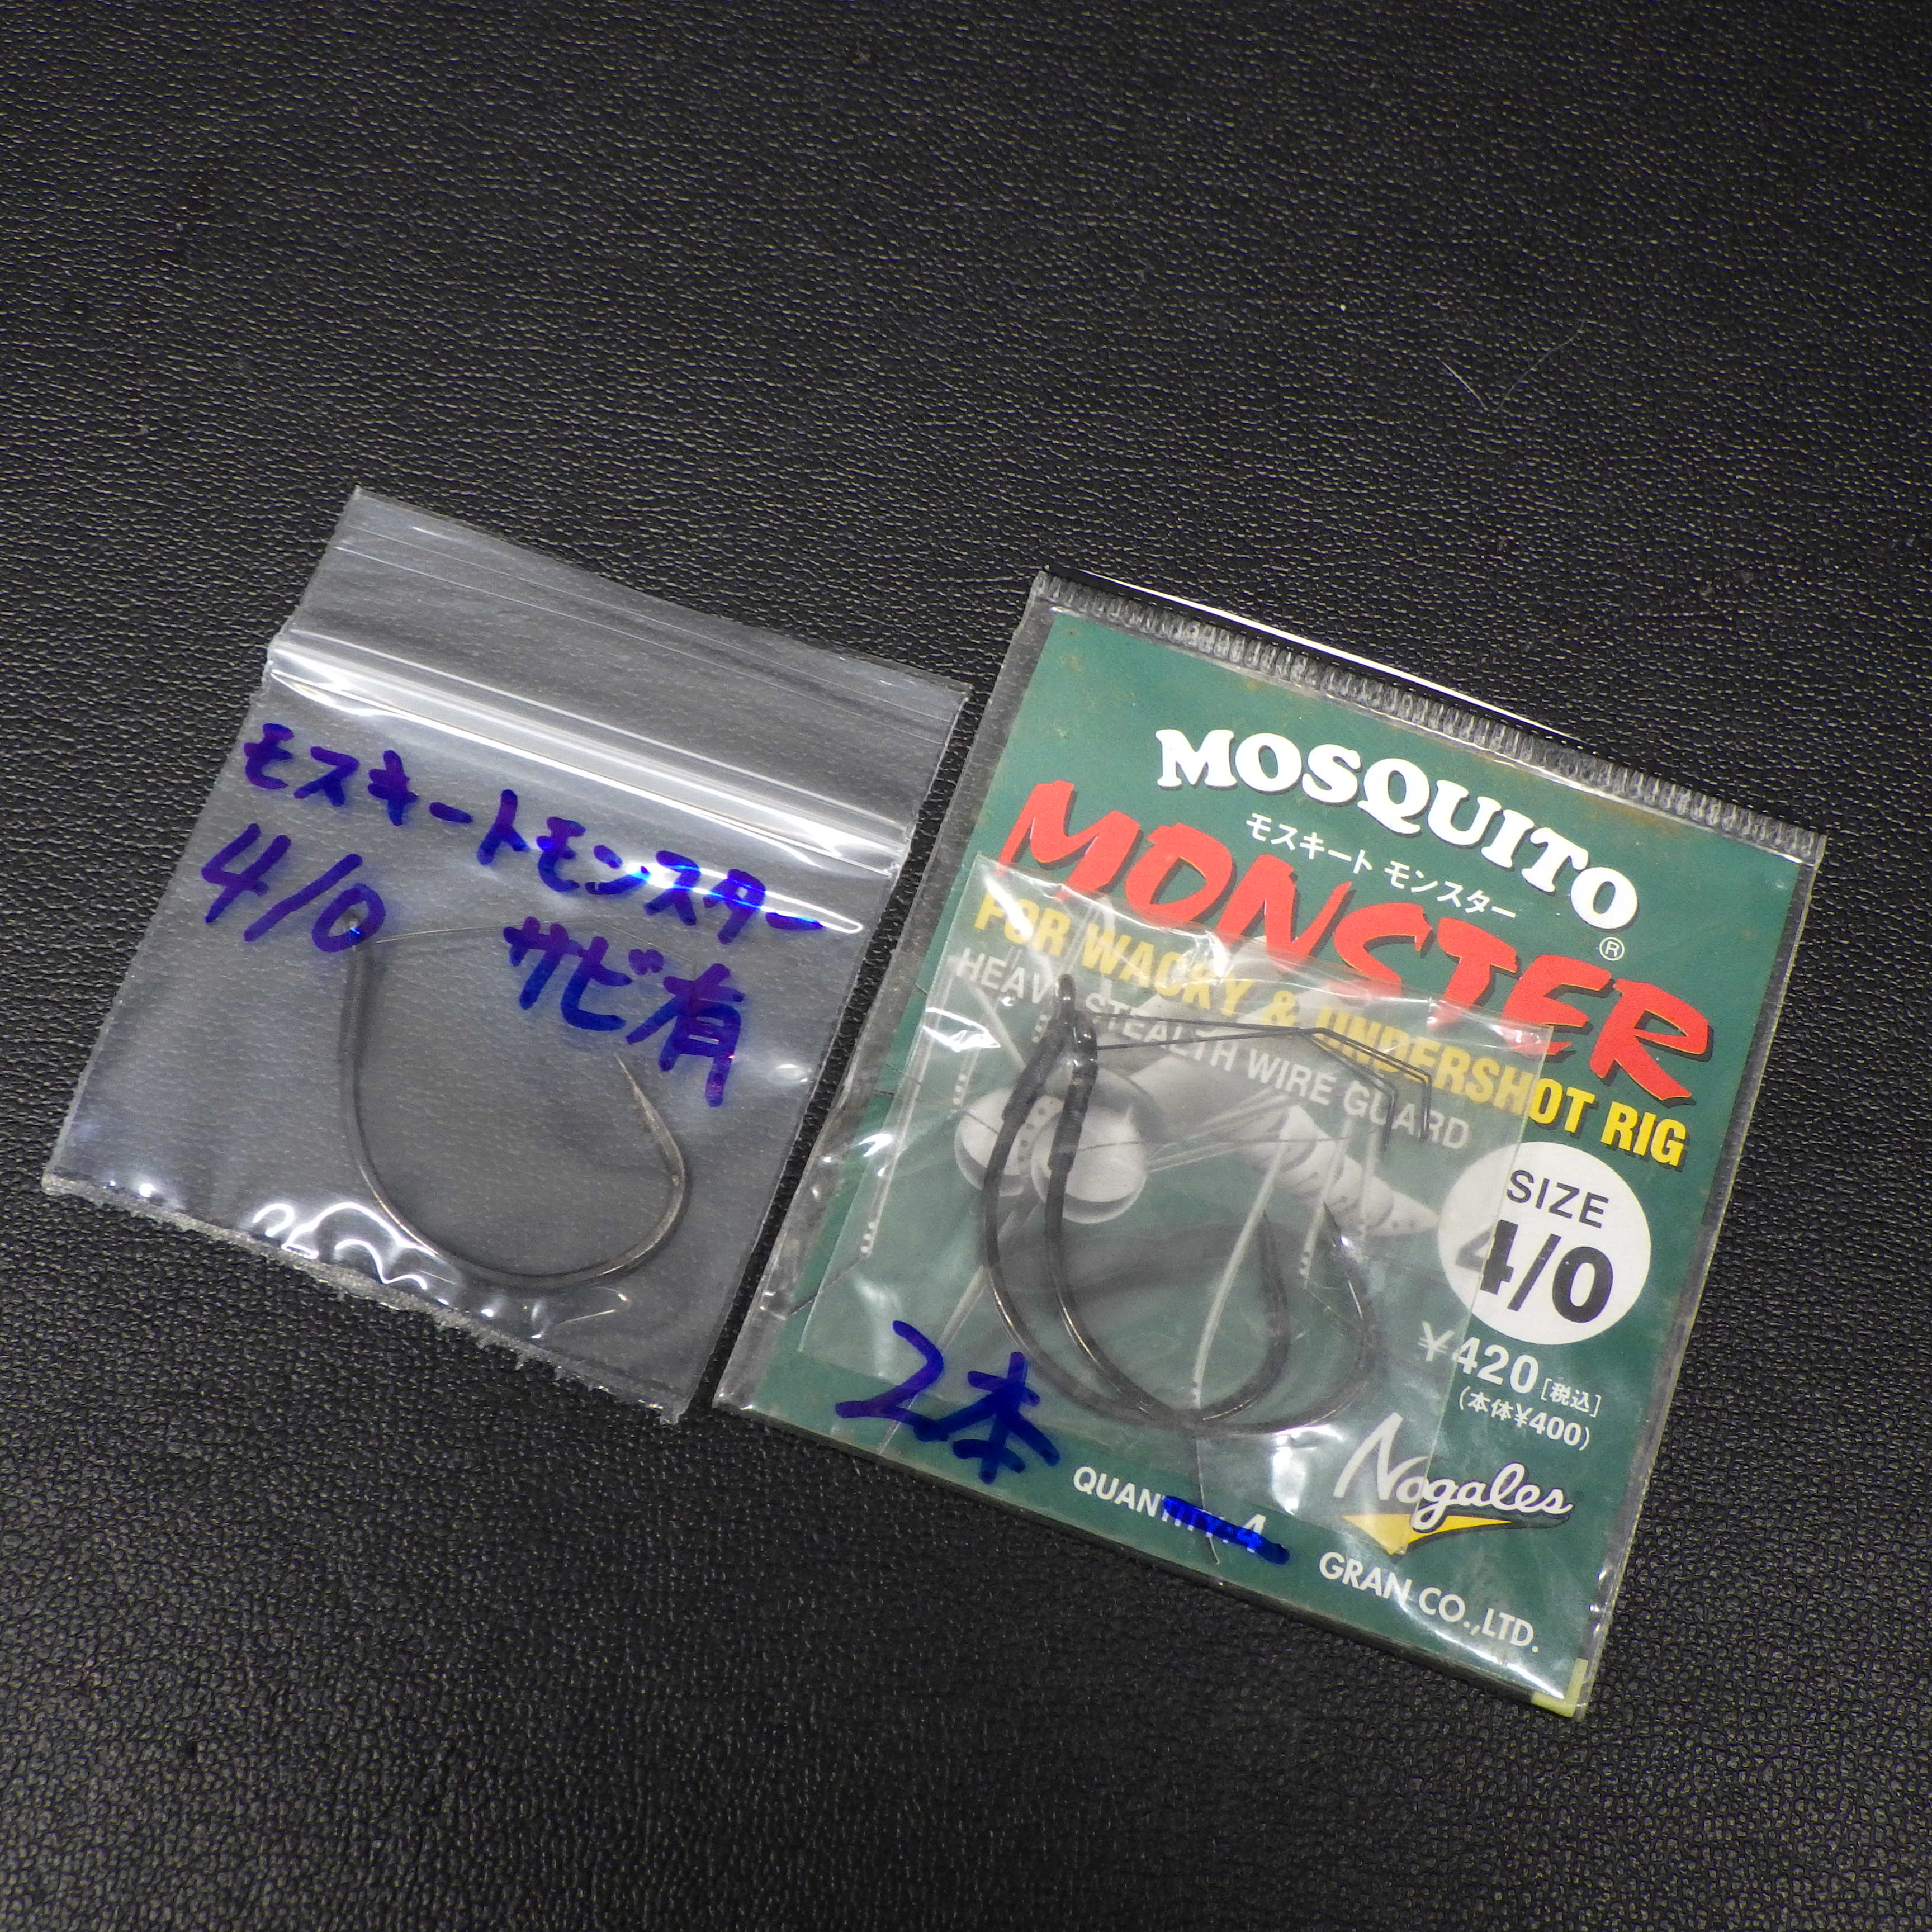 モスキートモンスター
4/0 サビ有
MOSQUITO
モスキート モンスター
MONSTER®
FOR WACKY & UNDERSHOT RIG
HEAVY STEALTH WIRE GUARD
SIZE
4/0
¥420[税込]
(本体¥400)
2本
QUANTITY:4
Nogales
GRAN CO.,LTD.